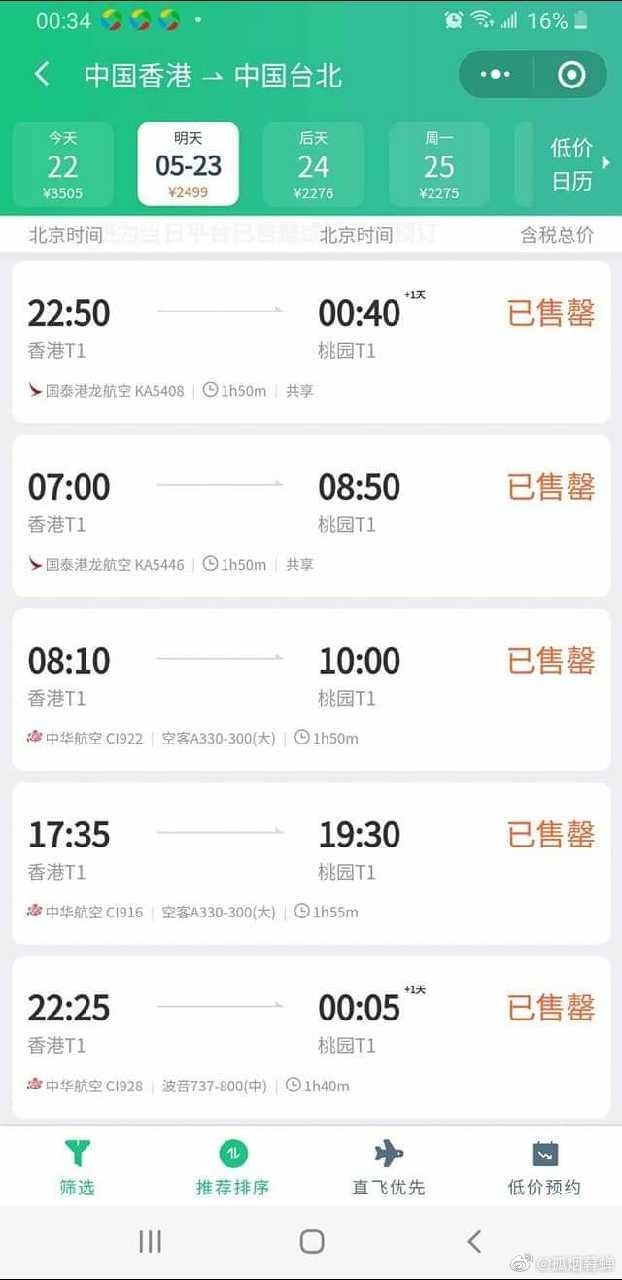 00:34
16%
中国香港 → 中国台北
今天 明天 后天 周一
22 05-23 24 25
¥3505 ¥2499 ¥2276 ¥2275
低价
日历
北京时间 北京时间 含税总价
22:50 00:40 +1天 已售罄
香港T1 桃园T1
国泰港龙航空 KA5408 | 1h50m | 共享
07:00 08:50 已售罄
香港T1 桃园T1
国泰港龙航空 KA5446 | 1h50m | 共享
08:10 10:00 已售罄
香港T1 桃园T1
中华航空 CI922 | 空客A330-300(大) | 1h50m
17:35 19:30 已售罄
香港T1 桃园T1
中华航空 CI916 | 空客A330-300(大) | 1h55m
22:25 00:05 +1天 已售罄
香港T1 桃园T1
中华航空 CI928 | 波音737-800(中) | 1h40m
筛选 推荐排序 直飞优先 低价预约
@孤烟暮蝉